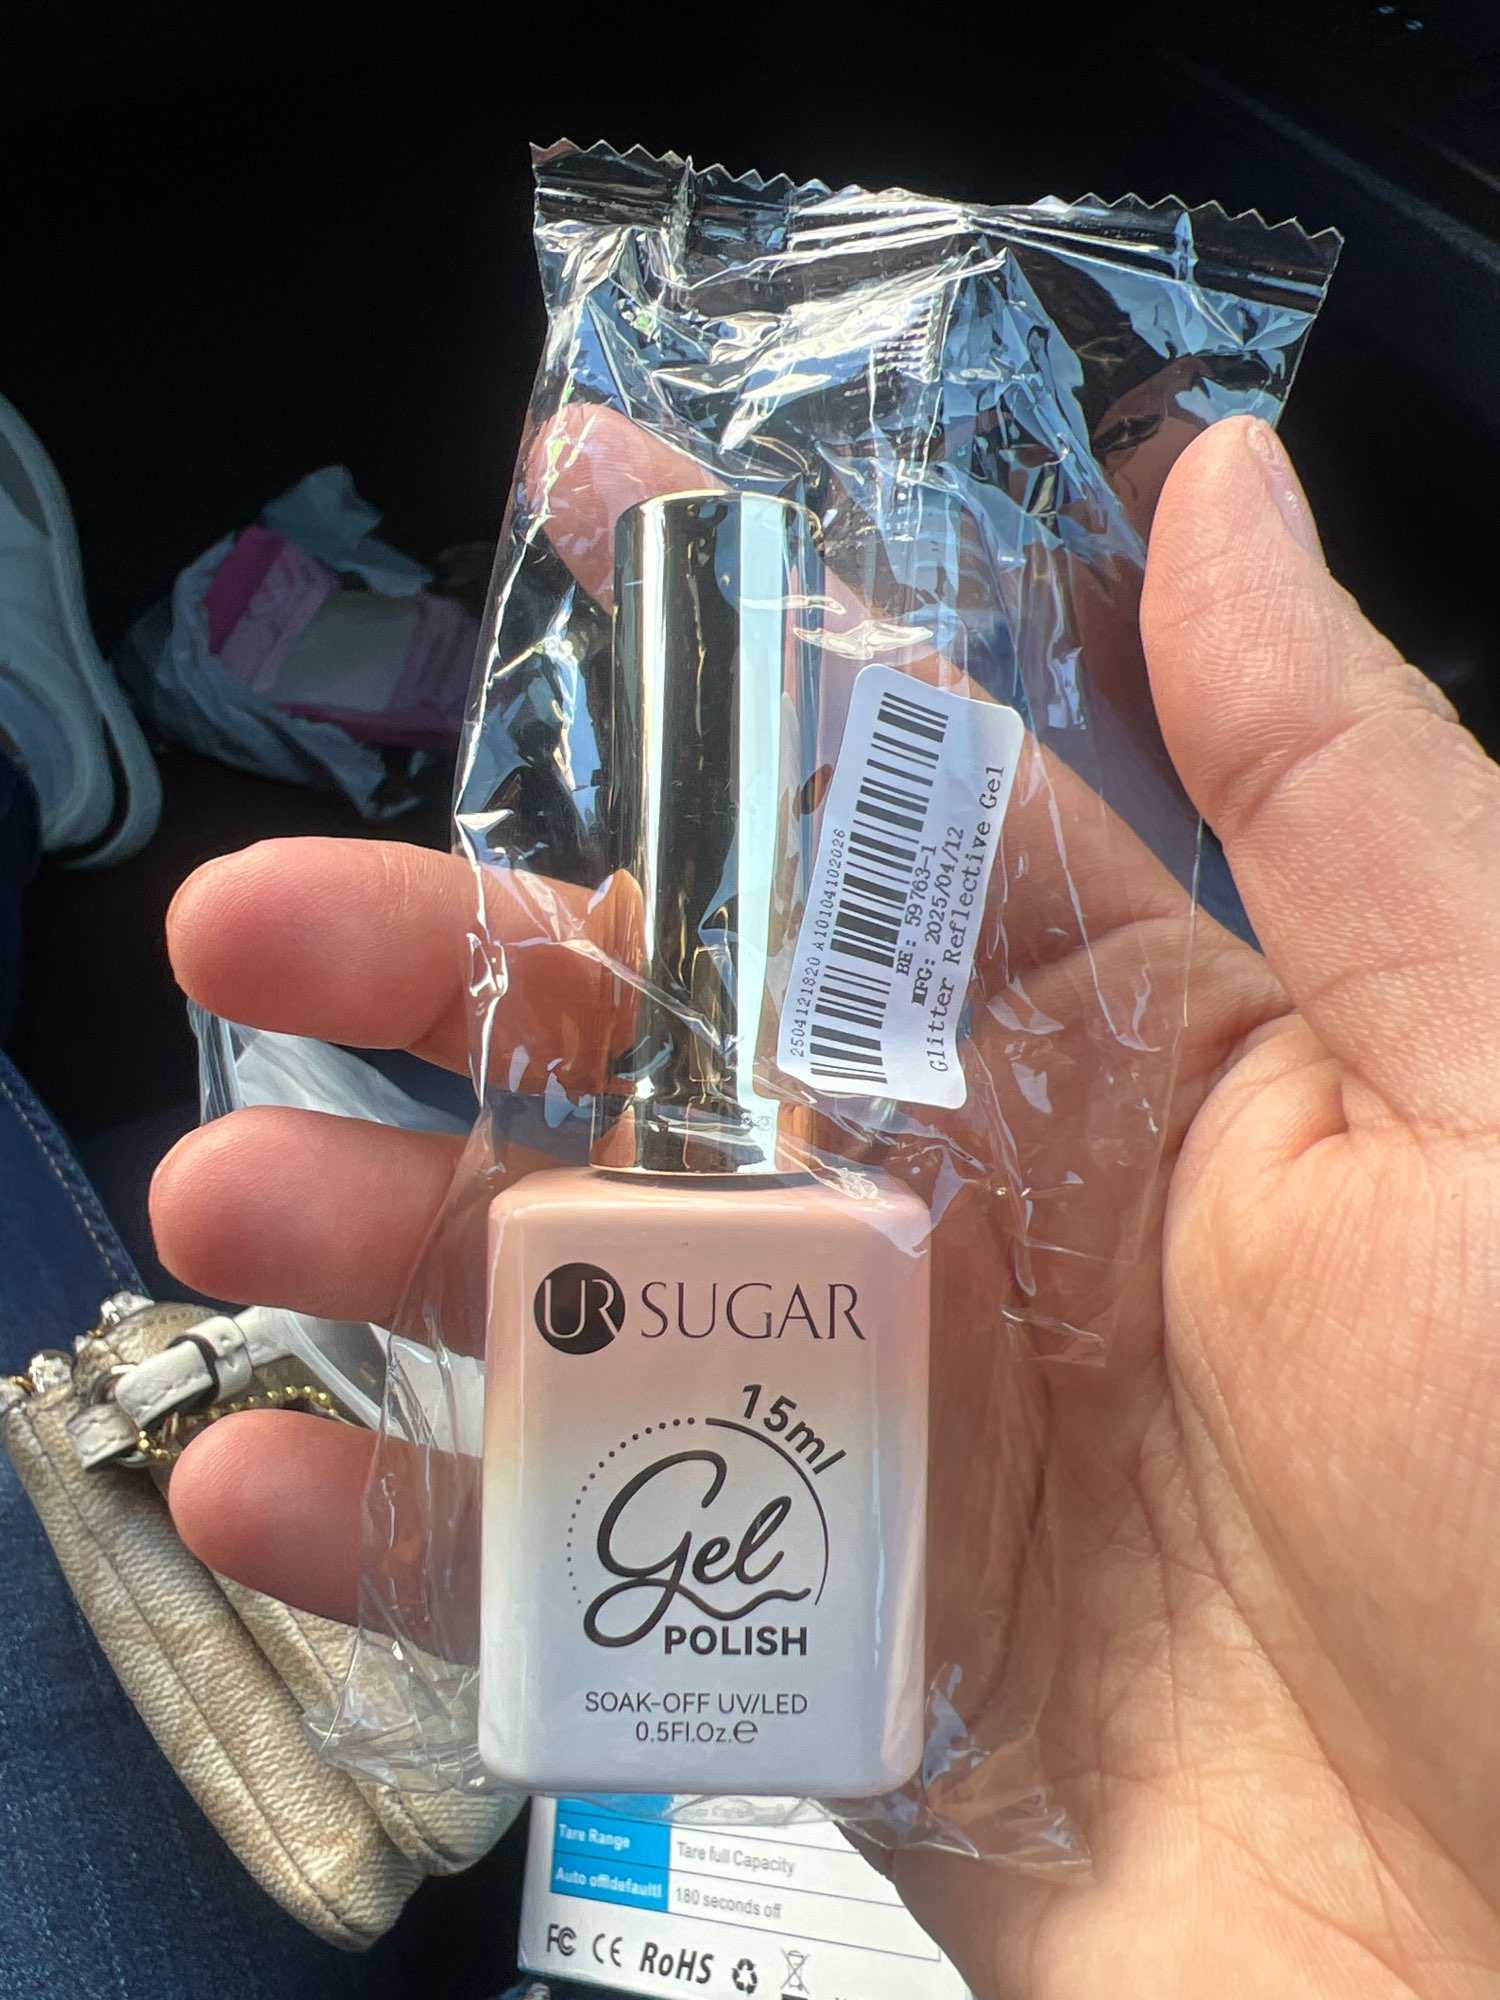 2504121820 A10104102026
BE: 59763-1
MFG: 2025/04/12
Glitter Reflective Gel
UR SUGAR
15ml
Gel
POLISH
SOAK-OFF UV/LED
0.5Fl.Oz.e
Tare Range
Tare full Capacity
Auto off(default)
180 seconds off
FC CE RoHS